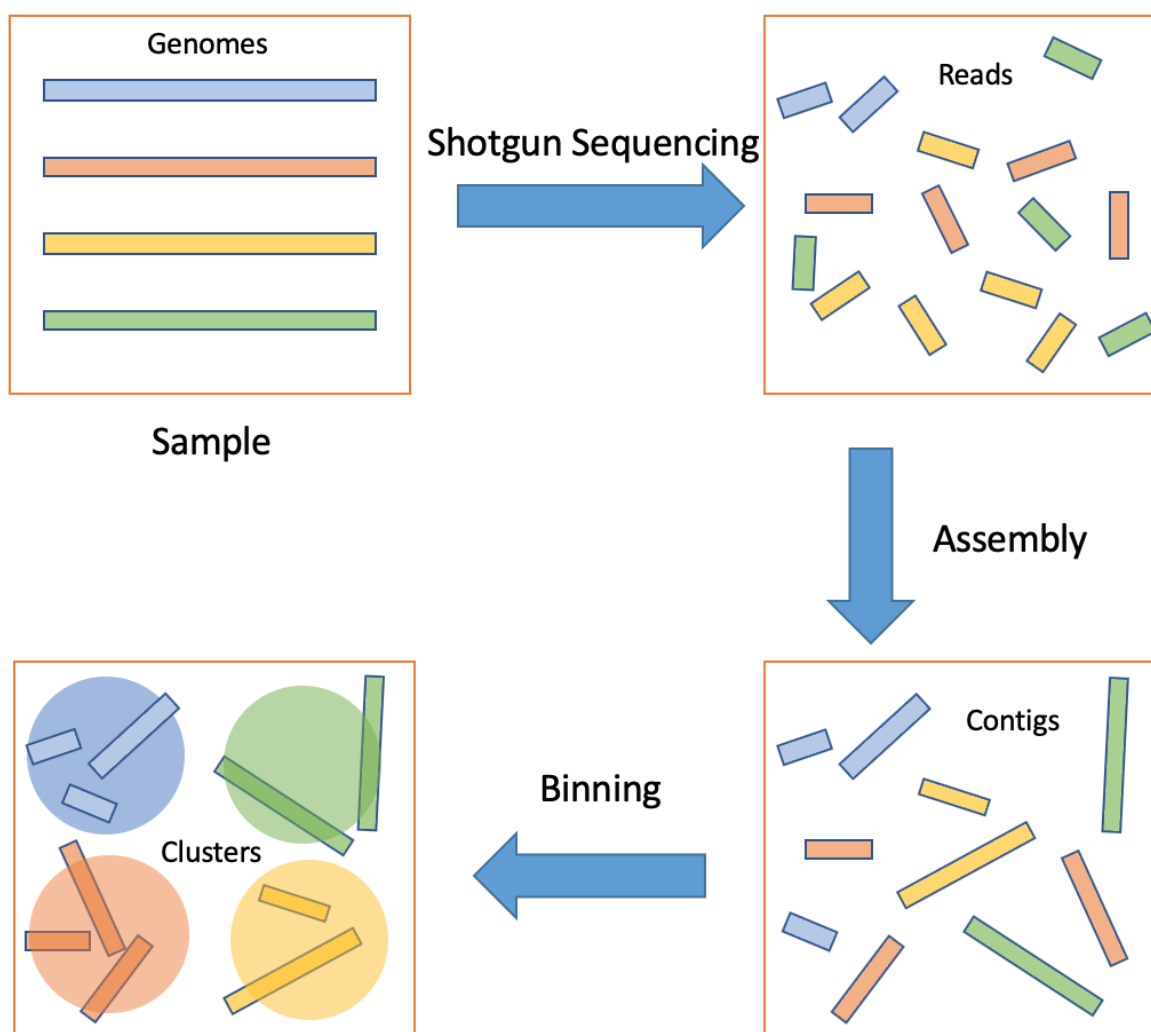 Genomes
Reads
Shotgun Sequencing
Sample
Assembly
Contigs
Binning
Clusters